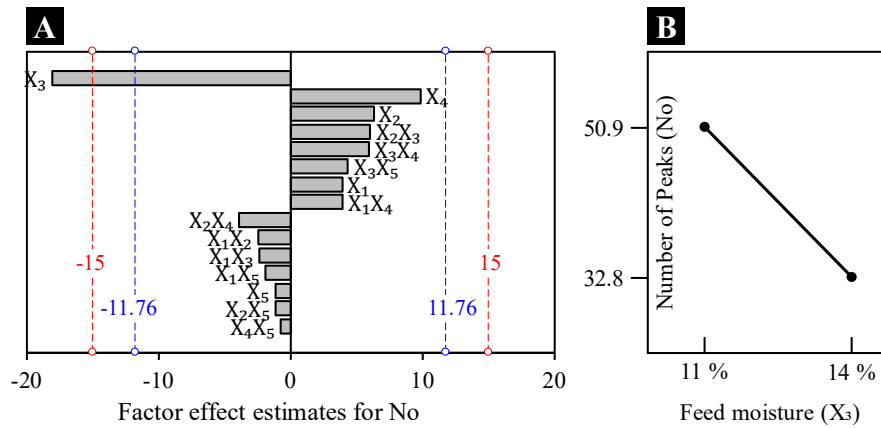 A
X₃
X₄
X₂
X₂X₃
X₃X₄
X₃X₅
X₁
X₁X₄
X₂X₄
X₁X₂
X₁X₃
X₁X₅
X₅
X₂X₅
X₄X₅
-15
-11.76
11.76
15
-20
-10
0
10
20
Factor effect estimates for No
B
Number of Peaks (No)
50.9
32.8
11 %
14 %
Feed moisture (X₃)